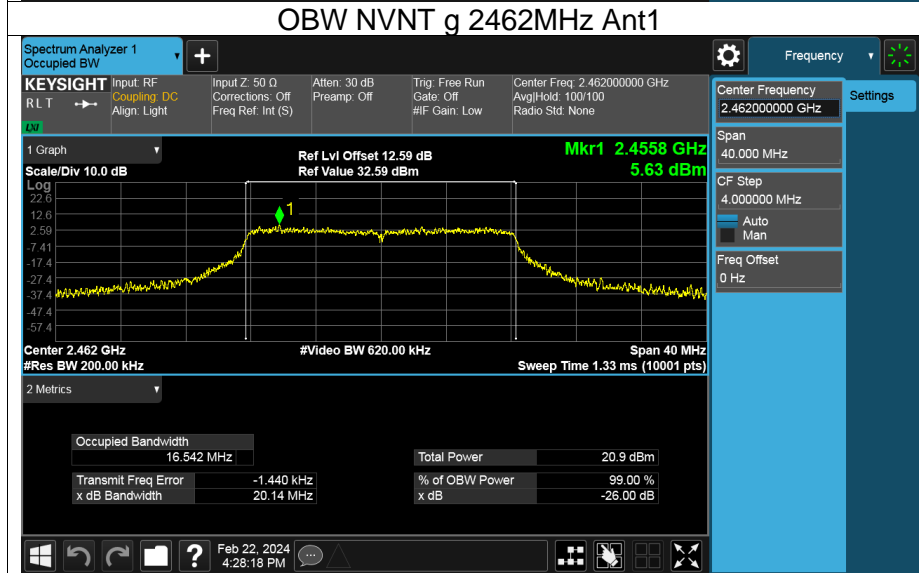 OBW NVNT g 2462MHz Ant1
Spectrum Analyzer 1
Occupied BW
+
Frequency
KEYSIGHT
RLT
LXI
Input: RF
Coupling: DC
Align: Light
Input Z: 50 Ω
Corrections: Off
Freq Ref: Int (S)
Atten: 30 dB
Preamp: Off
Trig: Free Run
Gate: Off
#IF Gain: Low
Center Freq: 2.462000000 GHz
Avg|Hold: 100/100
Radio Std: None
Center Frequency
2.462000000 GHz
Settings
Span
40.000 MHz
CF Step
4.000000 MHz
Auto
Man
Freq Offset
0 Hz
1 Graph
Scale/Div 10.0 dB
Ref Lvl Offset 12.59 dB
Ref Value 32.59 dBm
Mkr1 2.4558 GHz
5.63 dBm
Log
22.6
12.6
2.59
-7.41
-17.4
-27.4
-37.4
-47.4
-57.4
1
Center 2.462 GHz
#Res BW 200.00 kHz
#Video BW 620.00 kHz
Span 40 MHz
Sweep Time 1.33 ms (10001 pts)
2 Metrics
Occupied Bandwidth
16.542 MHz
Total Power 20.9 dBm
Transmit Freq Error -1.440 kHz
% of OBW Power 99.00 %
x dB Bandwidth 20.14 MHz
x dB -26.00 dB
?
Feb 22, 2024
4:28:18 PM